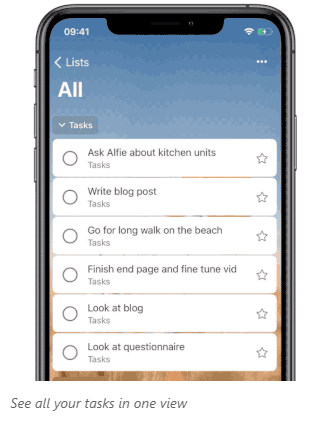 09:41
Lists
All
Tasks
Ask Alfie about kitchen units
Tasks
Write blog post
Tasks
Go for long walk on the beach
Tasks
Finish end page and fine tune vid
Tasks
Look at blog
Tasks
Look at questionnaire
Tasks
See all your tasks in one view